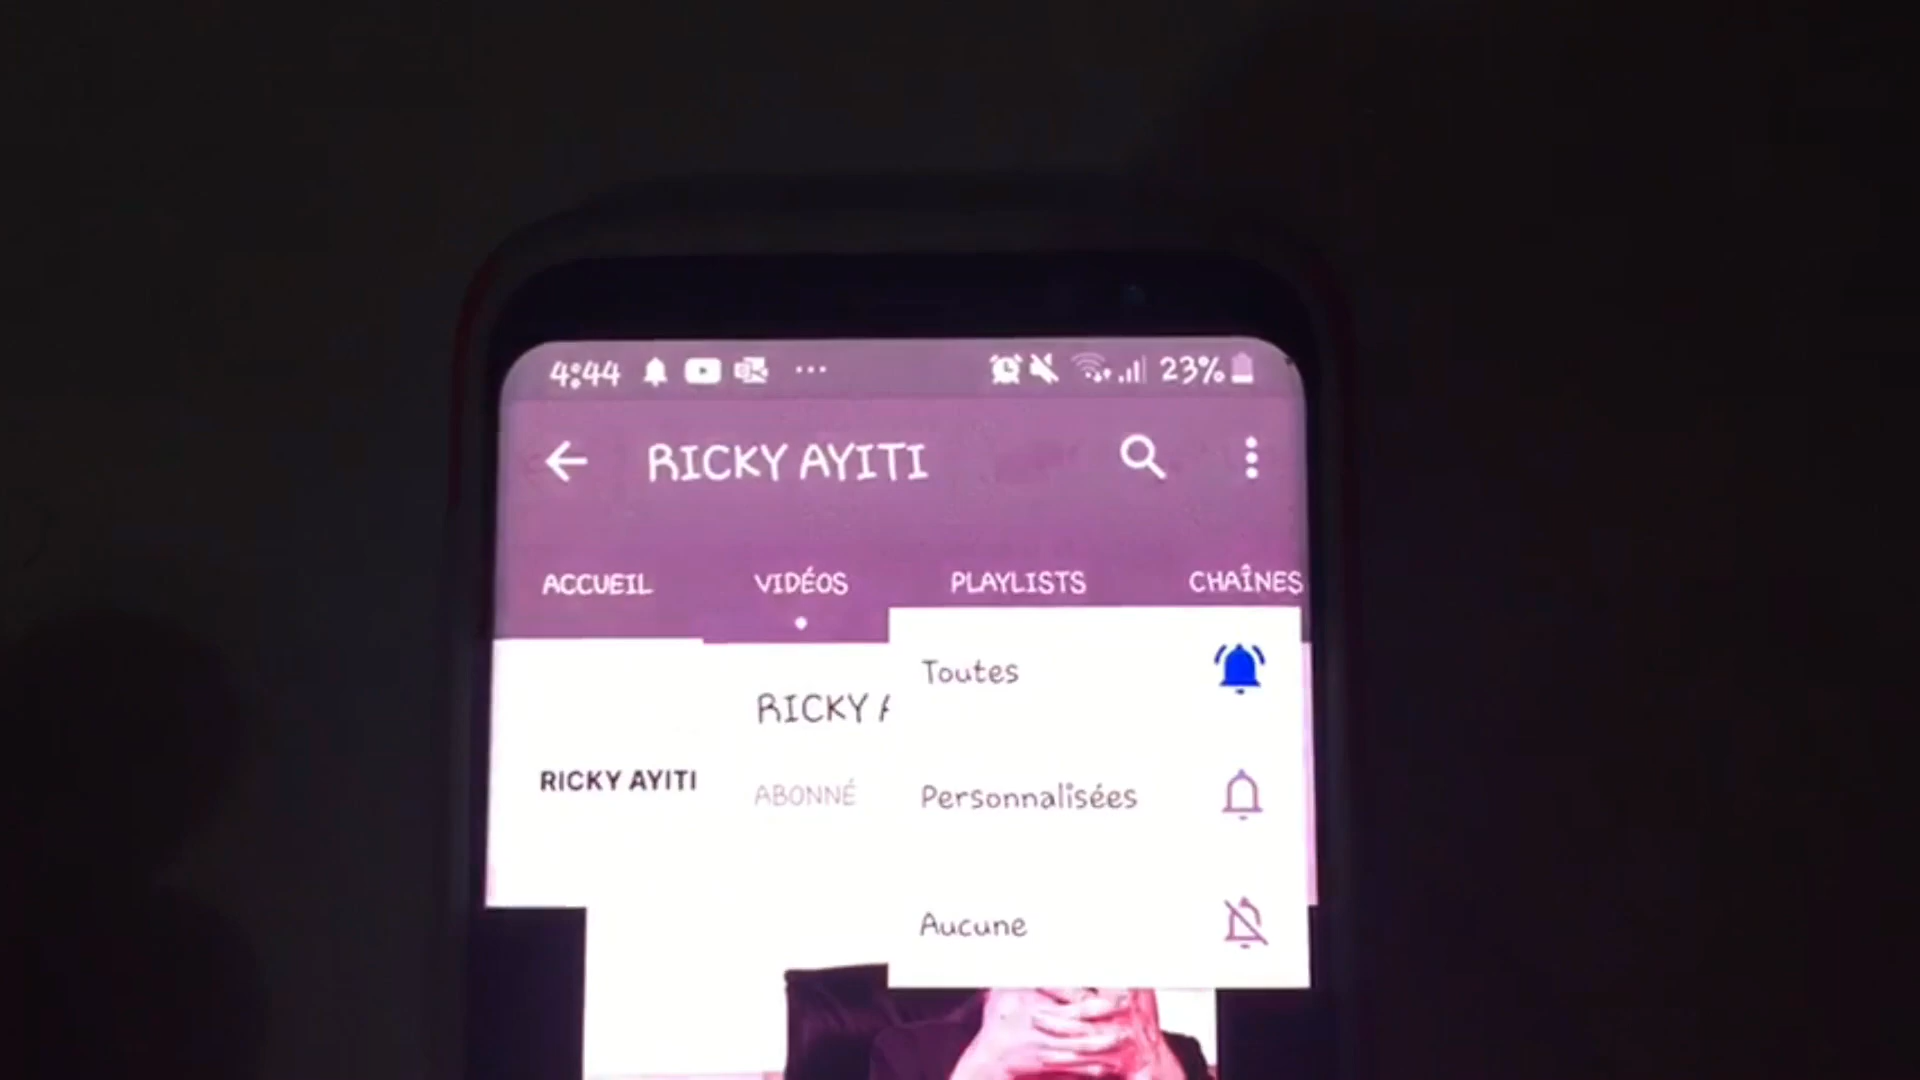 4:44 23%
RICKY AYITI
ACCUEIL VIDÉOS PLAYLISTS CHAÎNES
Toutes
RICKY
RICKY AYITI
ABONNÉ
Personnalisées
Aucune